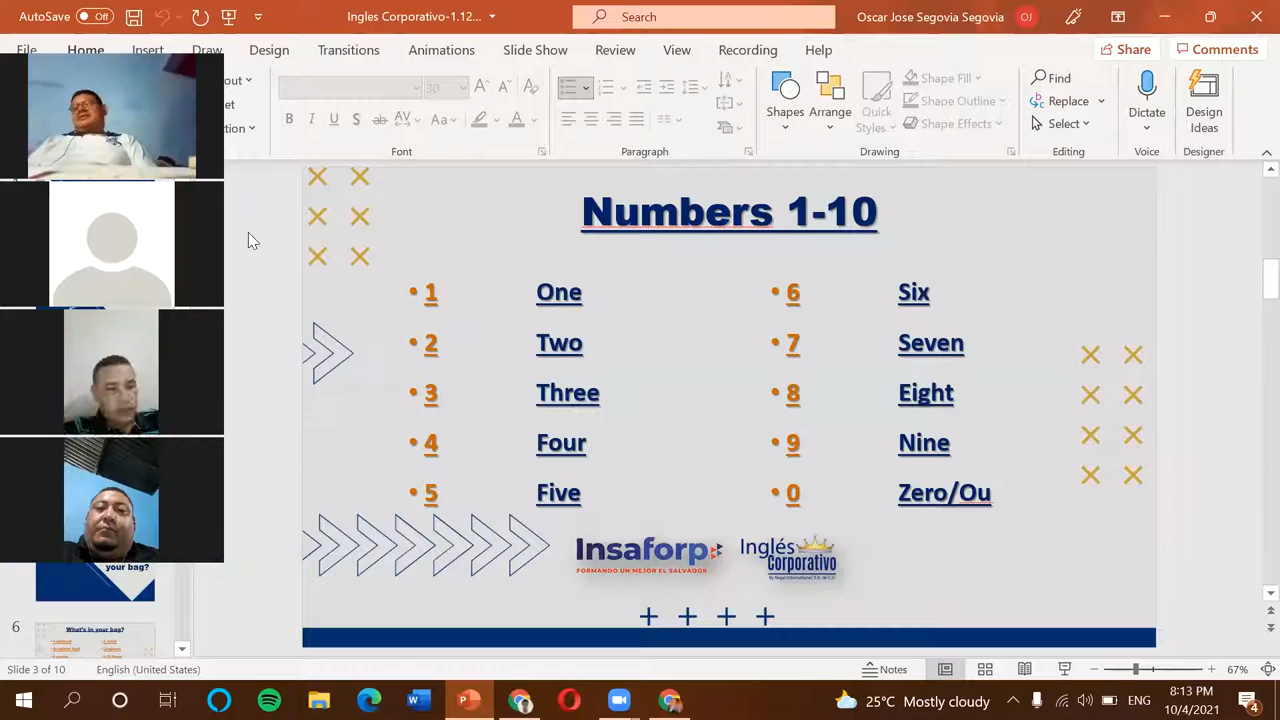 AutoSave Off
Ingles Corporativo-1.12...
Search
Oscar Jose Segovia Segovia OJ
File Home Insert Draw Design Slide Show Transitions Animations Review View Recording Help
Share Comments
Shapes
Arrange
Quick Styles
Shape Fill
Shape Outline
Shape Effects
Find
Replace
Select
Dictate
Design Ideas
Font
Paragraph
Drawing
Editing
Voice
Designer
Numbers 1-10
1 One
2 Two
3 Three
4 Four
5 Five
6 Six
7 Seven
8 Eight
9 Nine
0 Zero/Ou
Insaforp
FORMANDO UN MEJOR EL SALVADOR
Inglés
Corporativo
your bag?
6
What's in your bag?
Slide 3 of 10
English (United States)
Notes
67%
25°C Mostly cloudy
ENG
8:13 PM
10/4/2021
4